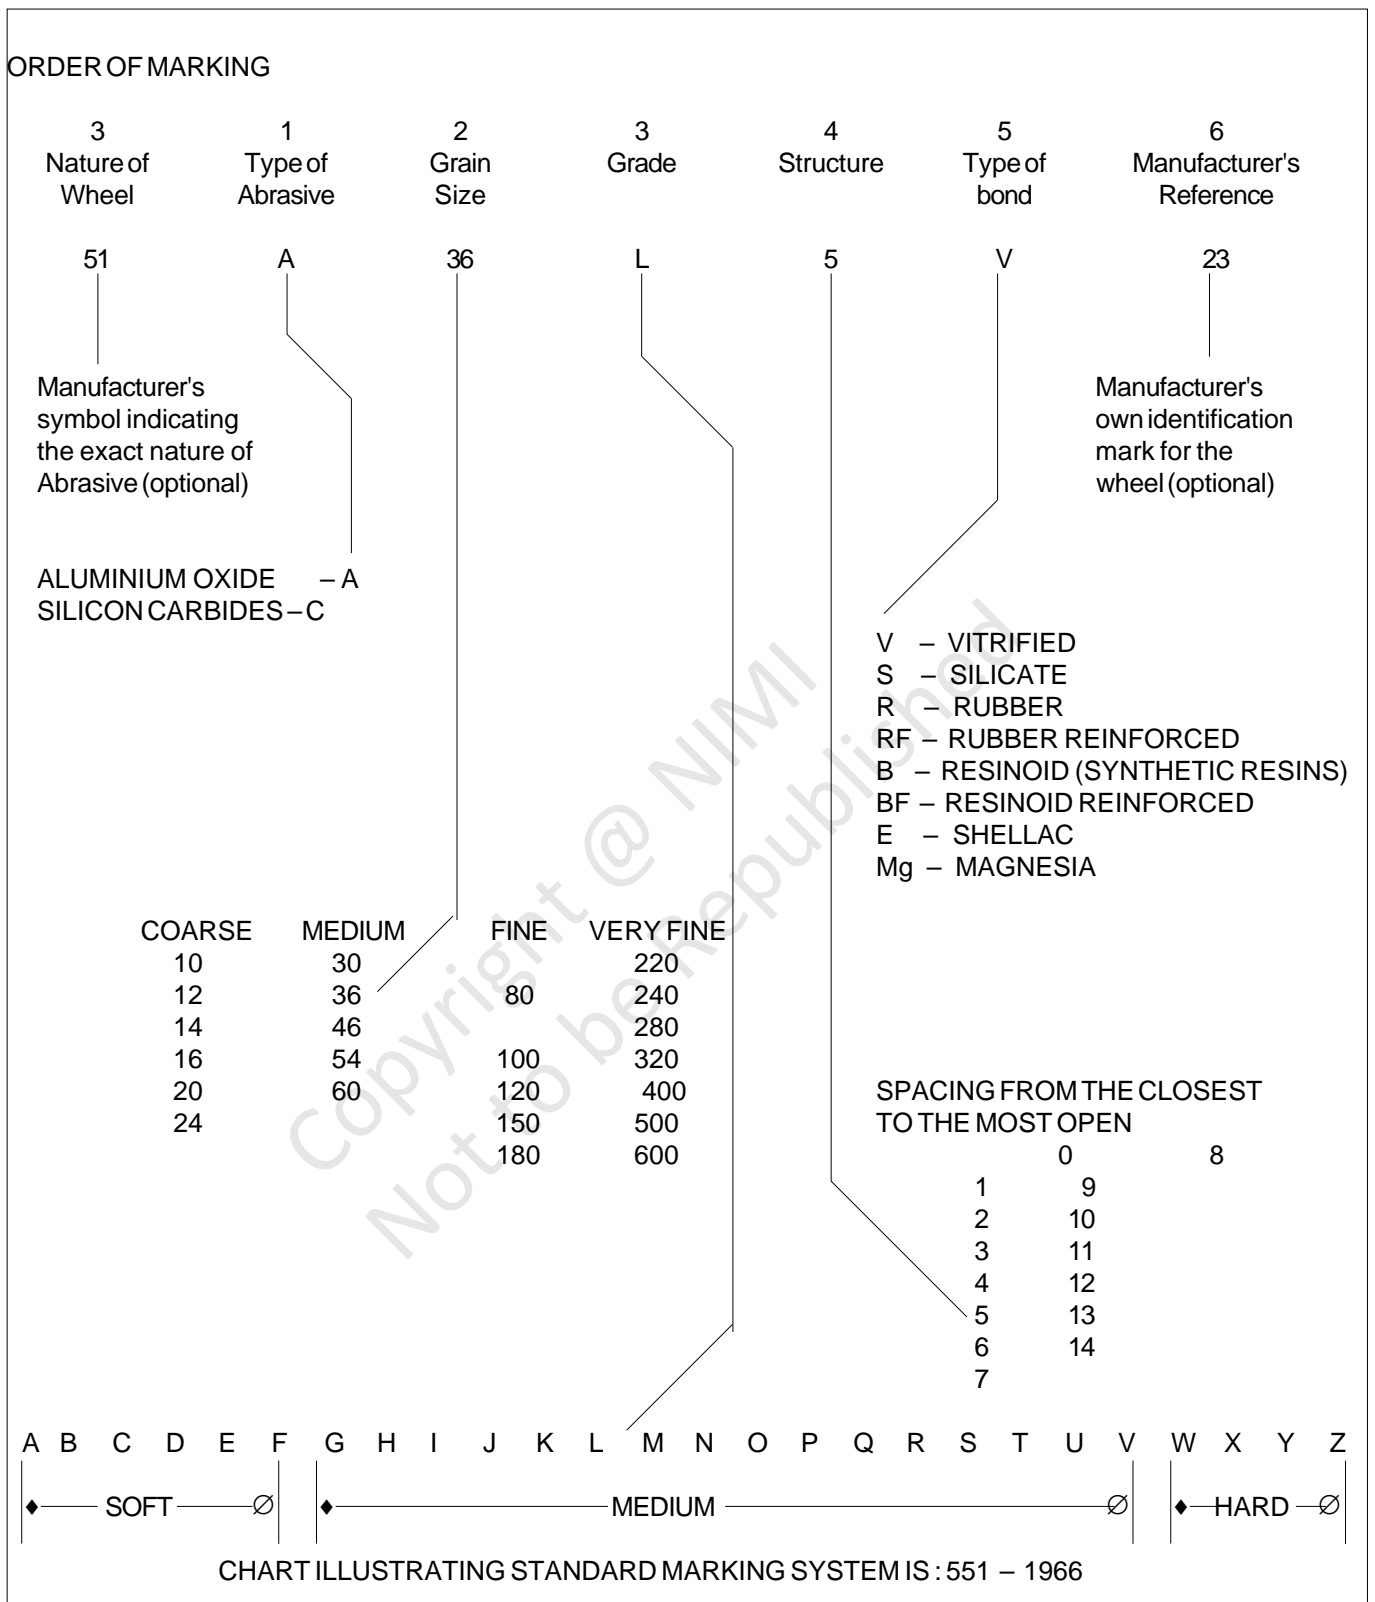 ORDER OF MARKING
3 1 2 3 4 5 6
Nature of Type of Grain Grade Structure Type of Manufacturer's
Wheel Abrasive Size bond Reference
51 A 36 L 5 V 23
Manufacturer's
symbol indicating
the exact nature of
Abrasive (optional)
Manufacturer's
own identification
mark for the
wheel (optional)
ALUMINIUM OXIDE – A
SILICON CARBIDES – C
V – VITRIFIED
S – SILICATE
R – RUBBER
RF – RUBBER REINFORCED
B – RESINOID (SYNTHETIC RESINS)
BF – RESINOID REINFORCED
E – SHELLAC
Mg – MAGNESIA
COARSE MEDIUM FINE VERY FINE
10 30 220
12 36 80 240
14 46 280
16 54 100 320
20 60 120 400
24 150 500
180 600
SPACING FROM THE CLOSEST
TO THE MOST OPEN
0 8
1 9
2 10
3 11
4 12
5 13
6 14
7
A B C D E F G H I J K L M N O P Q R S T U V W X Y Z
SOFT MEDIUM HARD
CHART ILLUSTRATING STANDARD MARKING SYSTEM IS : 551 – 1966
Copyright @ NIMI
Not to be Republished